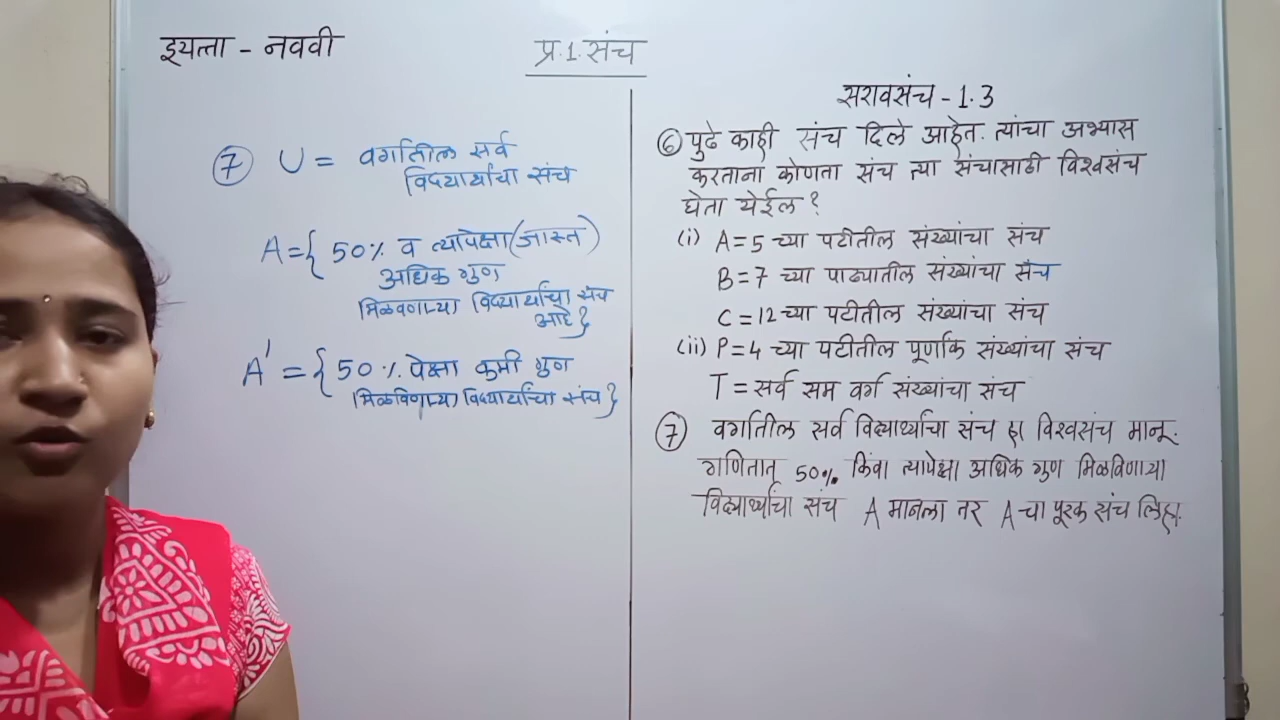 इयत्ता - नववी
प्र.1. संच
⑦ U = वर्गातील सर्व
विद्यार्थ्यांचा संच
A = { 50% व त्यापेक्षा (जास्त)
अधिक गुण
मिळवणाऱ्या विद्यार्थ्यांचा संच
आहे }
A' = { 50% पेक्षा कमी गुण
मिळविणाऱ्या विद्यार्थ्यांचा संच }
सरावसंच - 1.3
⑥ पुढे काही संच दिले आहेत. त्यांचा अभ्यास
करताना कोणता संच त्या संचासाठी विश्वसंच
घेता येईल ?
(i) A = 5 च्या पटीतील संख्यांचा संच
B = 7 च्या पाढ्यातील संख्यांचा संच
C = 12 च्या पटीतील संख्यांचा संच
(ii) P = 4 च्या पटीतील पूर्णांक संख्यांचा संच
T = सर्व सम वर्ग संख्यांचा संच
⑦ वर्गातील सर्व विद्यार्थ्यांचा संच हा विश्वसंच मानू.
गणितात 50% किंवा त्यापेक्षा अधिक गुण मिळविणाऱ्या
विद्यार्थ्यांचा संच A मानला तर A चा पूरक संच लिहा.